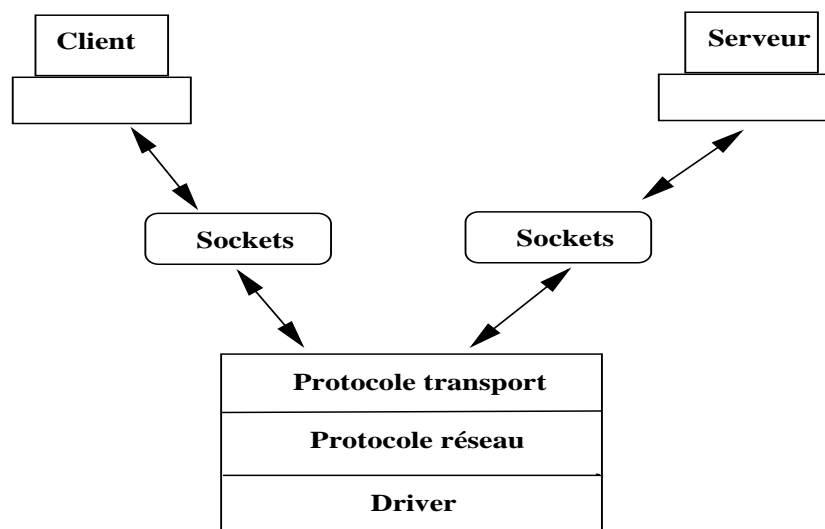 Client
Serveur
Sockets
Sockets
Protocole transport
Protocole réseau
Driver